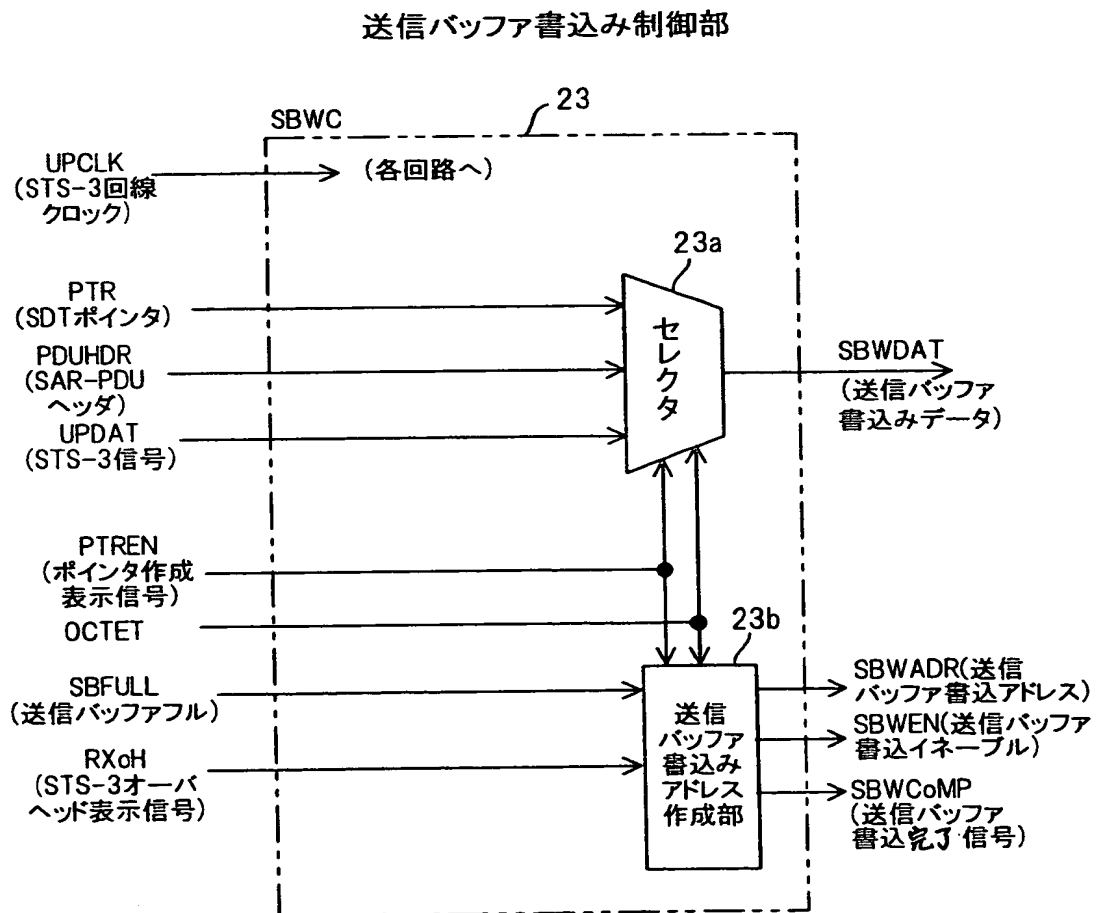 送信バッファ書込み制御部
SBWC
23
UPCLK
(STS-3回線
クロック)
(各回路へ)
23a
PTR
(SDTポインタ)
PDUHDR
(SAR-PDU
ヘッダ)
UPDAT
(STS-3信号)
セレクタ
SBWDAT
(送信バッファ
書込みデータ)
PTREN
(ポインタ作成
表示信号)
OCTET
23b
SBFULL
(送信バッファフル)
RXoH
(STS-3オーバ
ヘッド表示信号)
送信
バッファ
書込み
アドレス
作成部
SBWADR(送信
バッファ書込アドレス)
SBWEN(送信バッファ
書込イネーブル)
SBWCoMP
(送信バッファ
書込完了信号)